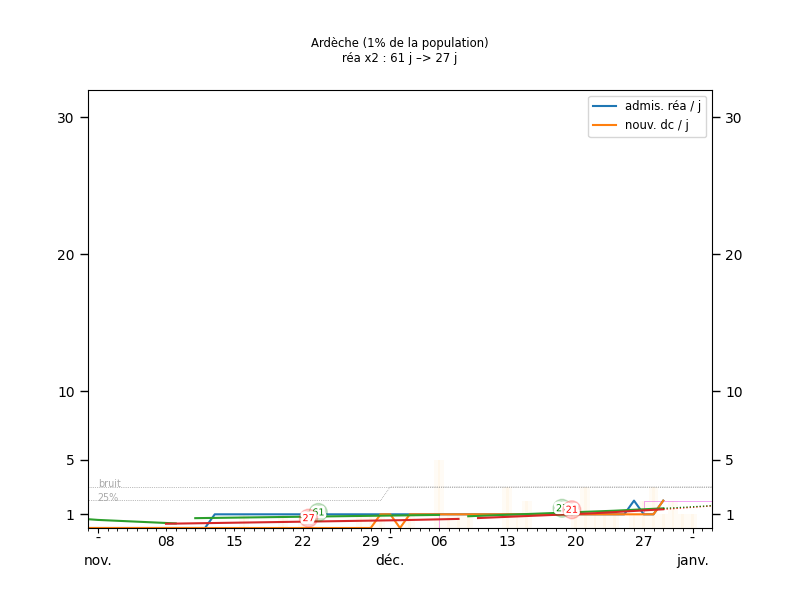 Ardèche (1% de la population)
réa x2 : 61 j –> 27 j
admis. réa / j
nouv. dc / j
30 30
20 20
10 10
5 5
bruit
25%
1 1
61
27
21
- 08 15 22 29 - 06 13 20 27 -
nov. déc. janv.